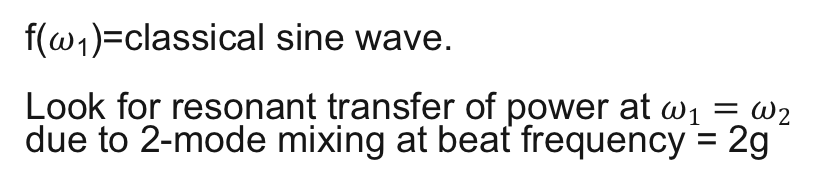 f(ω₁)=classical sine wave.
Look for resonant transfer of power at ω₁ = ω₂
due to 2-mode mixing at beat frequency = 2g